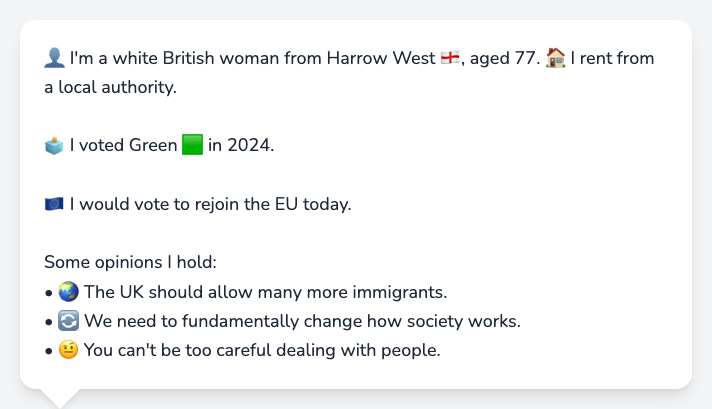 👤 I'm a white British woman from Harrow West 🏴󠁧󠁢󠁥󠁮󠁧󠁿, aged 77. 🏠 I rent from
a local authority.
🗳️ I voted Green 🟩 in 2024.
🇪🇺 I would vote to rejoin the EU today.
Some opinions I hold:
• 🌏 The UK should allow many more immigrants.
• 🔄 We need to fundamentally change how society works.
• 🤨 You can't be too careful dealing with people.